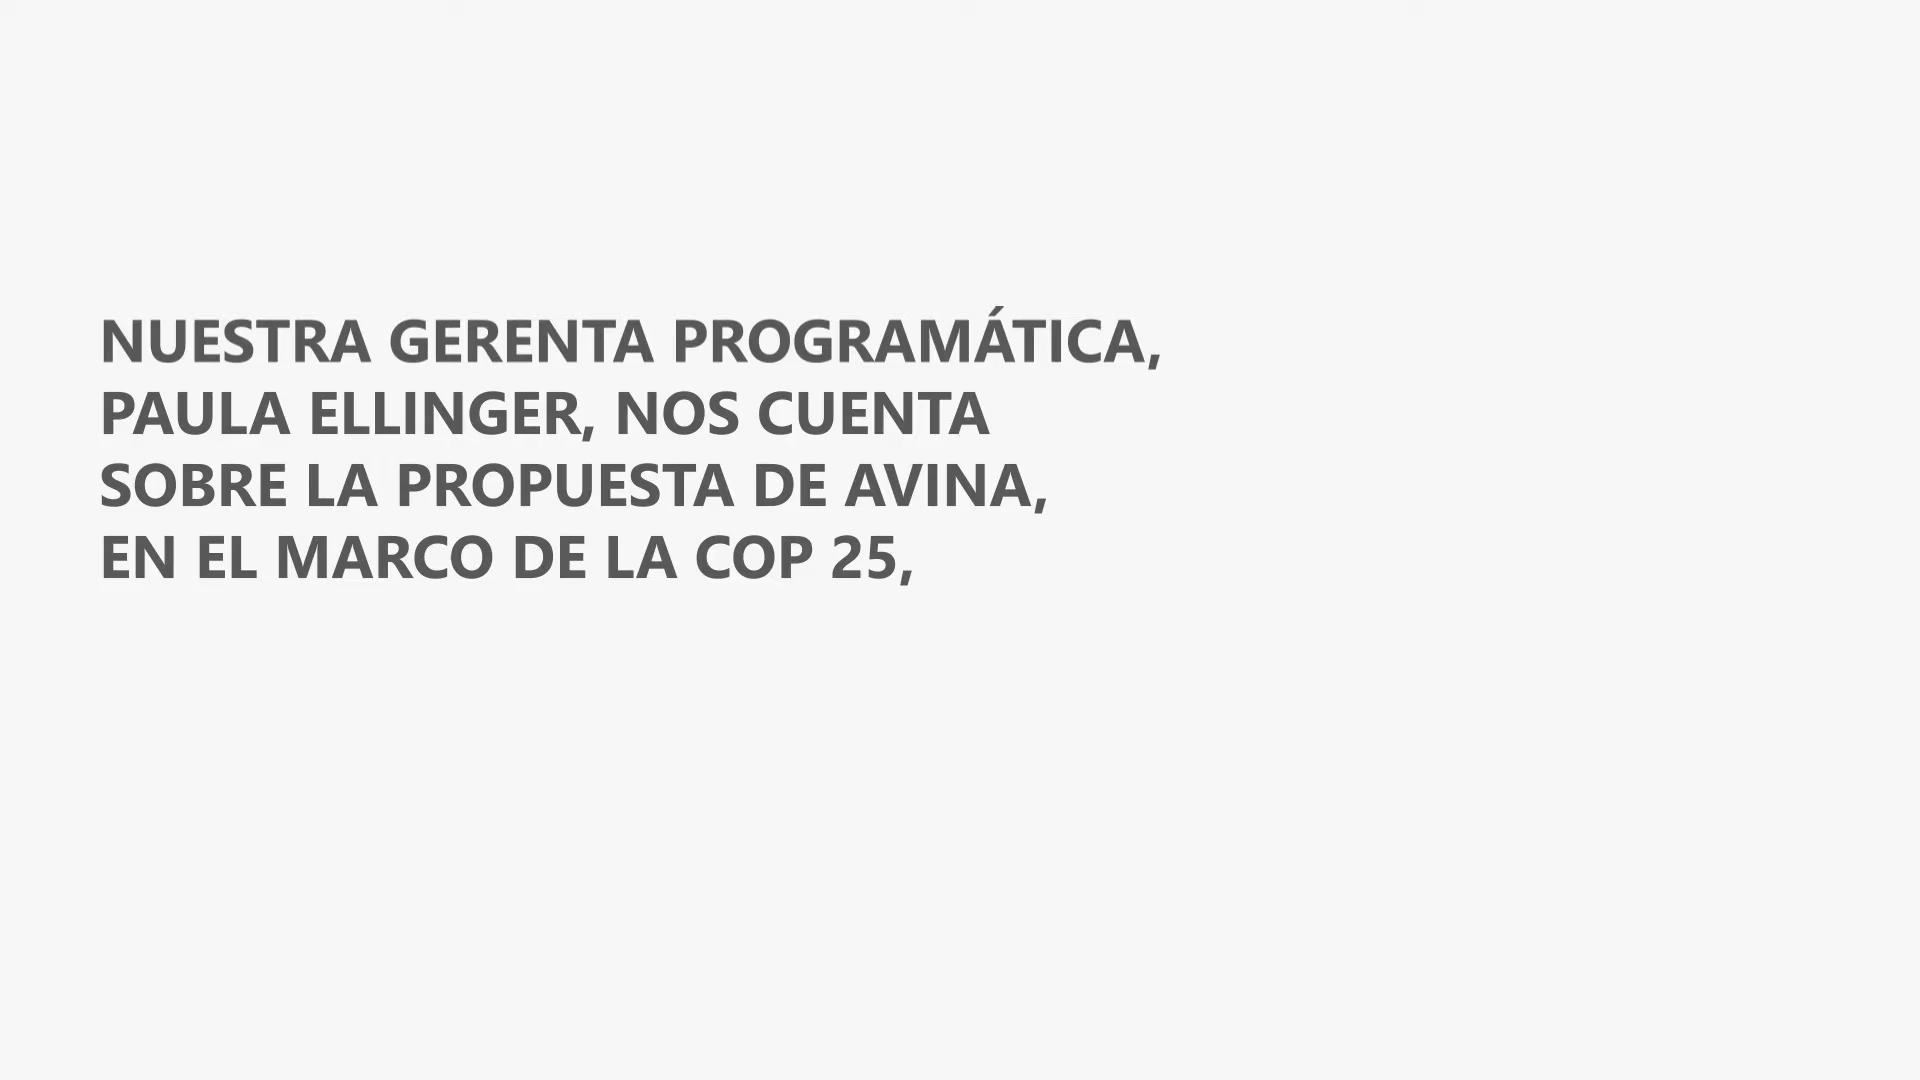 NUESTRA GERENTA PROGRAMÁTICA,
PAULA ELLINGER, NOS CUENTA
SOBRE LA PROPUESTA DE AVINA,
EN EL MARCO DE LA COP 25,